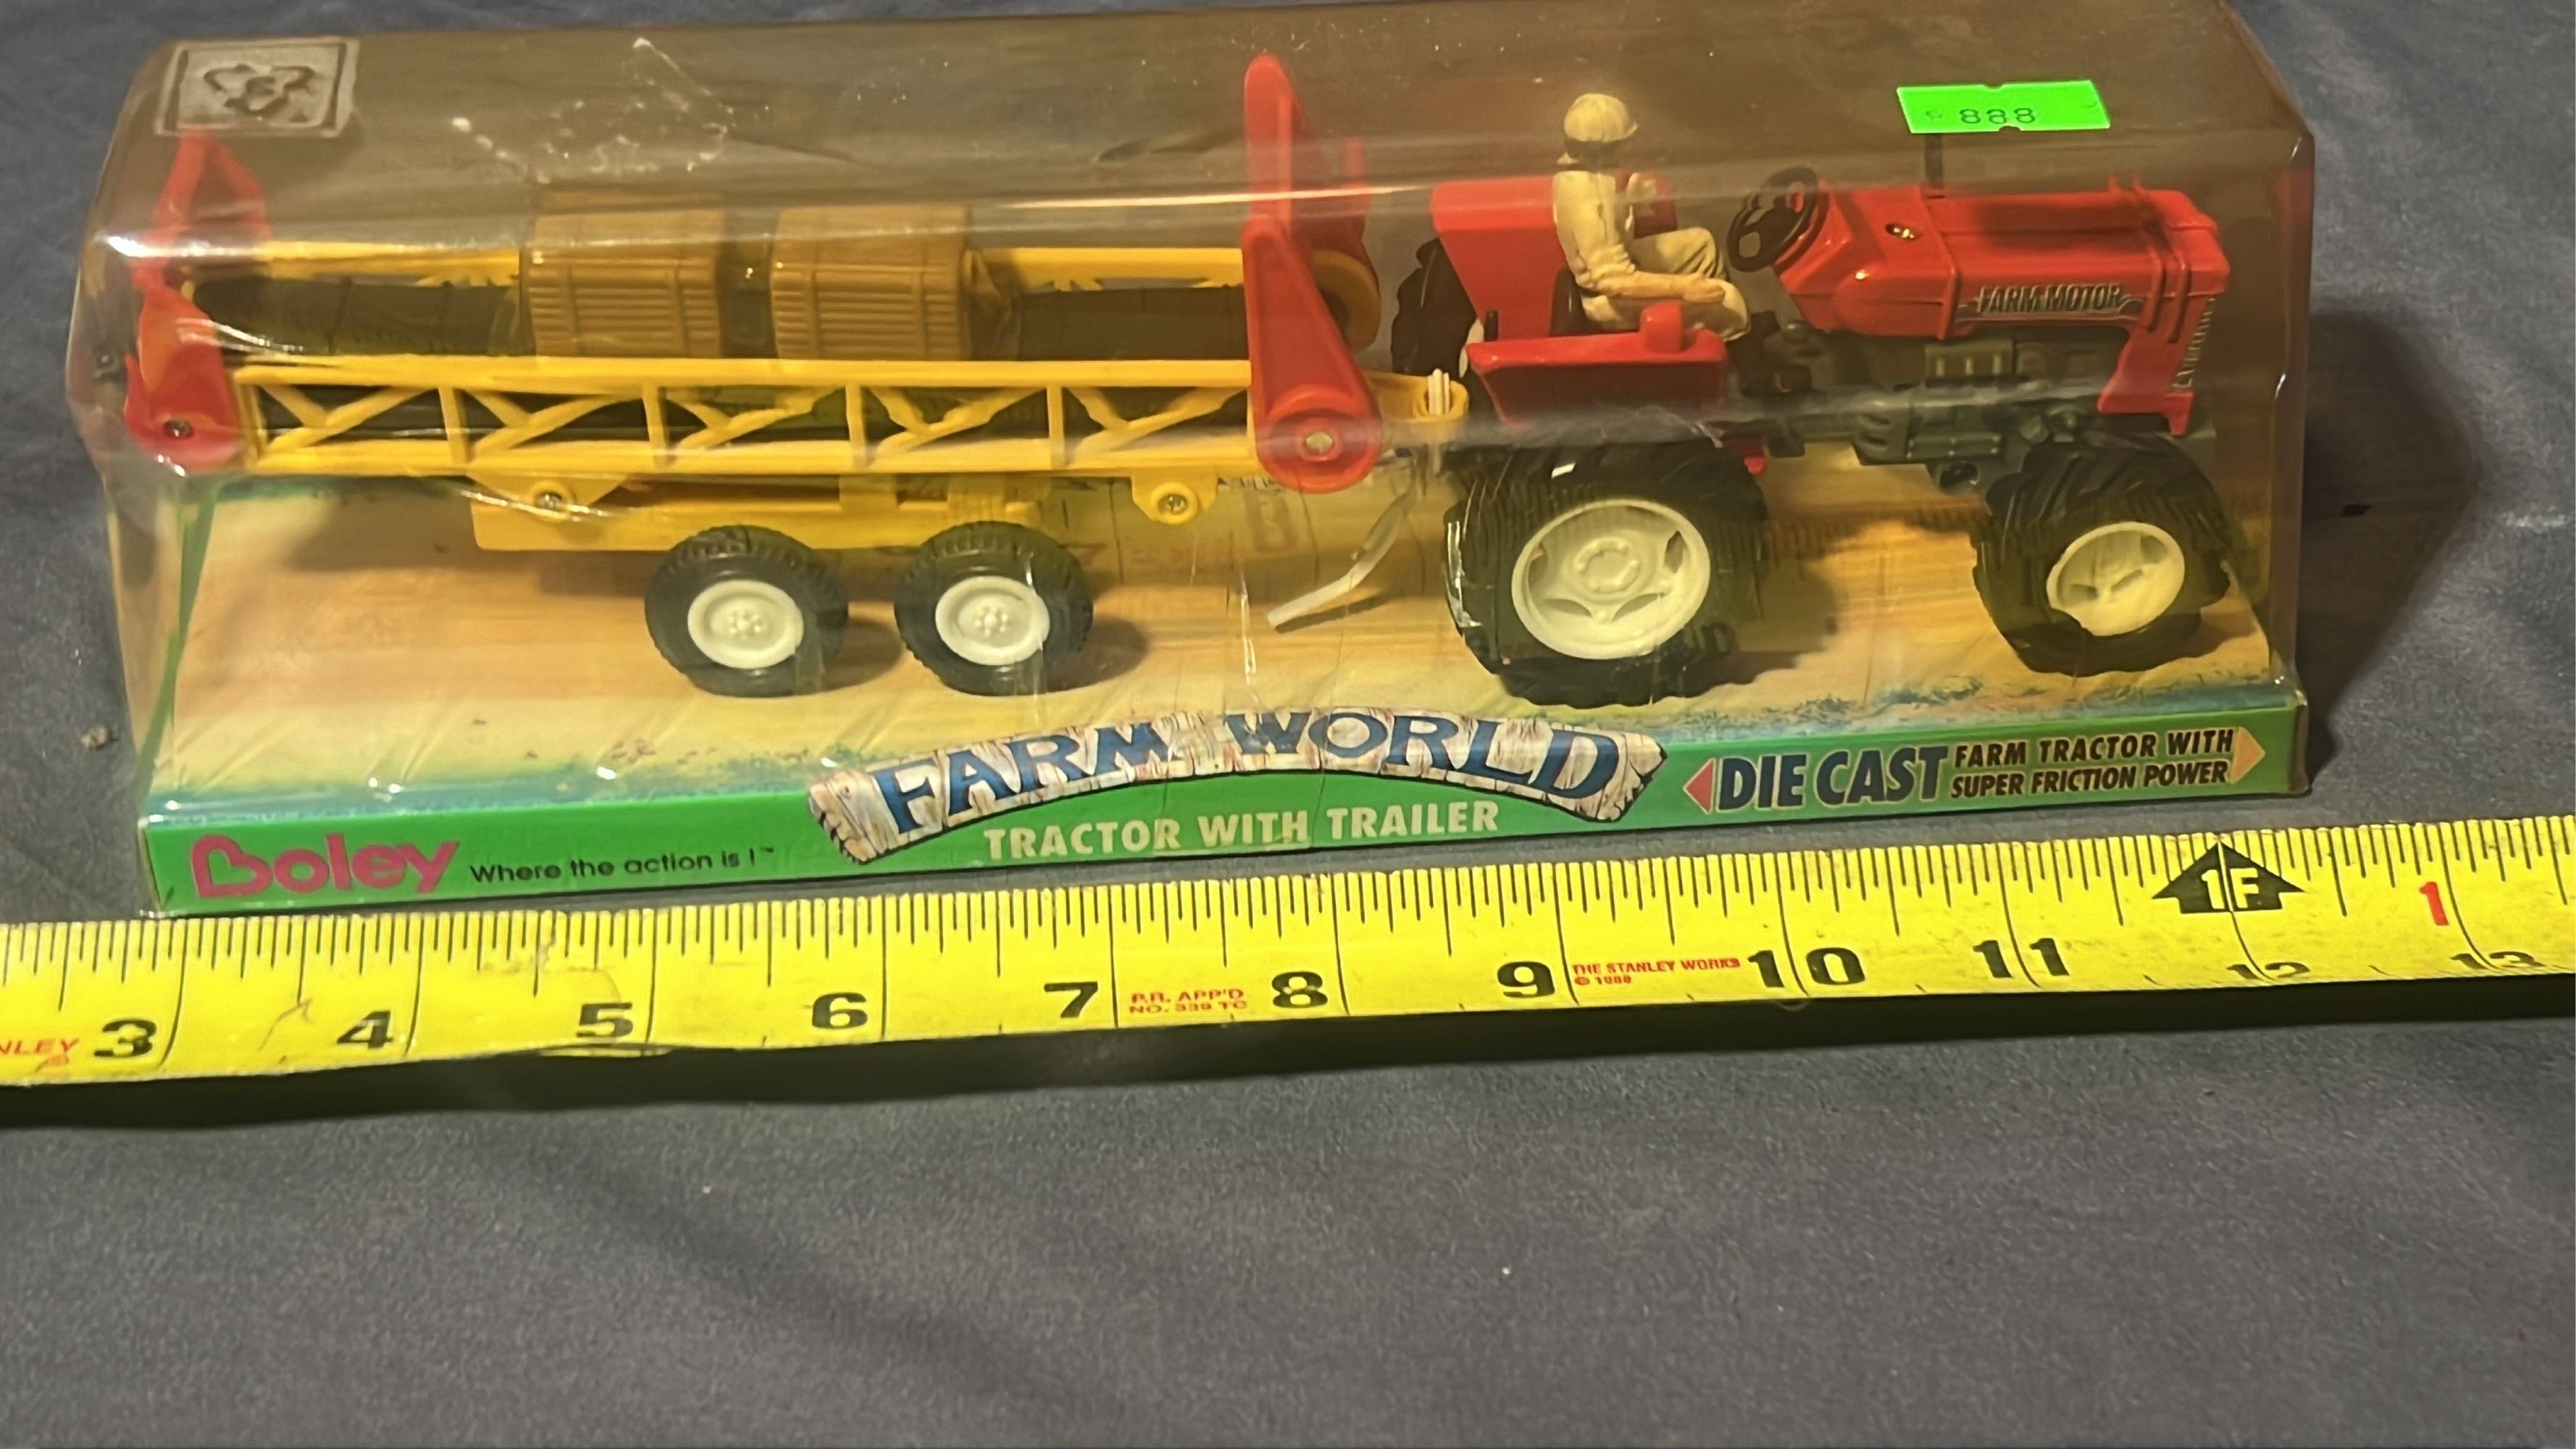 888
FARM MOTOR
FARM WORLD
TRACTOR WITH TRAILER
DIE CAST FARM TRACTOR WITH
SUPER FRICTION POWER
Boley Where the action is !™
1F
1
3 4 5 6 7 8 9 10 11 12 13
P.R. APP'D
NO. 339 TC
THE STANLEY WORKS
© 1988